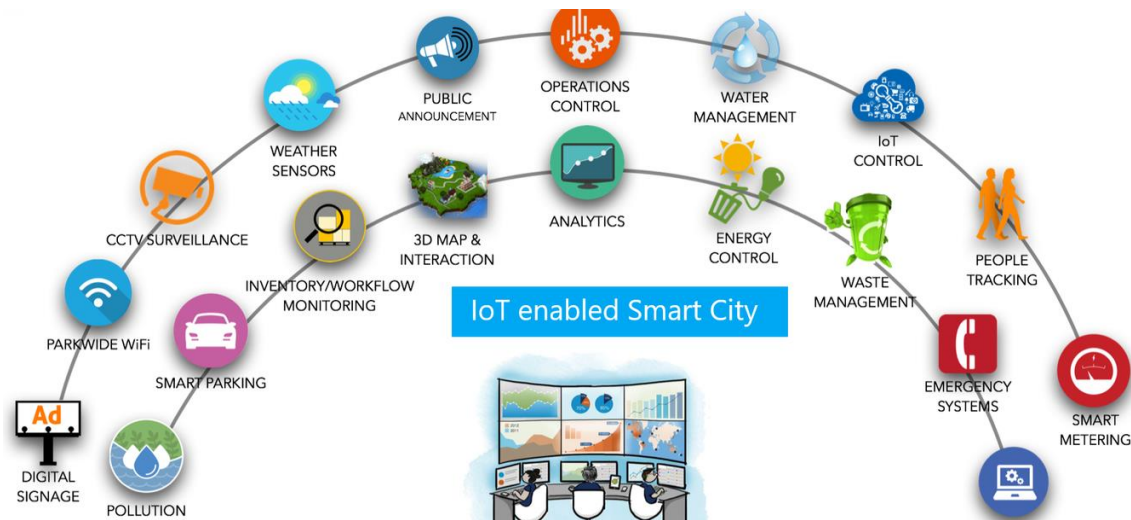 PUBLIC
ANNOUNCEMENT
OPERATIONS
CONTROL
WATER
MANAGEMENT
WEATHER
SENSORS
IoT
CONTROL
CCTV SURVEILLANCE
INVENTORY/WORKFLOW
MONITORING
3D MAP &
INTERACTION
ANALYTICS
ENERGY
CONTROL
WASTE
MANAGEMENT
PEOPLE
TRACKING
IoT enabled Smart City
PARKWIDE WiFi
SMART PARKING
EMERGENCY
SYSTEMS
SMART
METERING
Ad
DIGITAL
SIGNAGE
POLLUTION